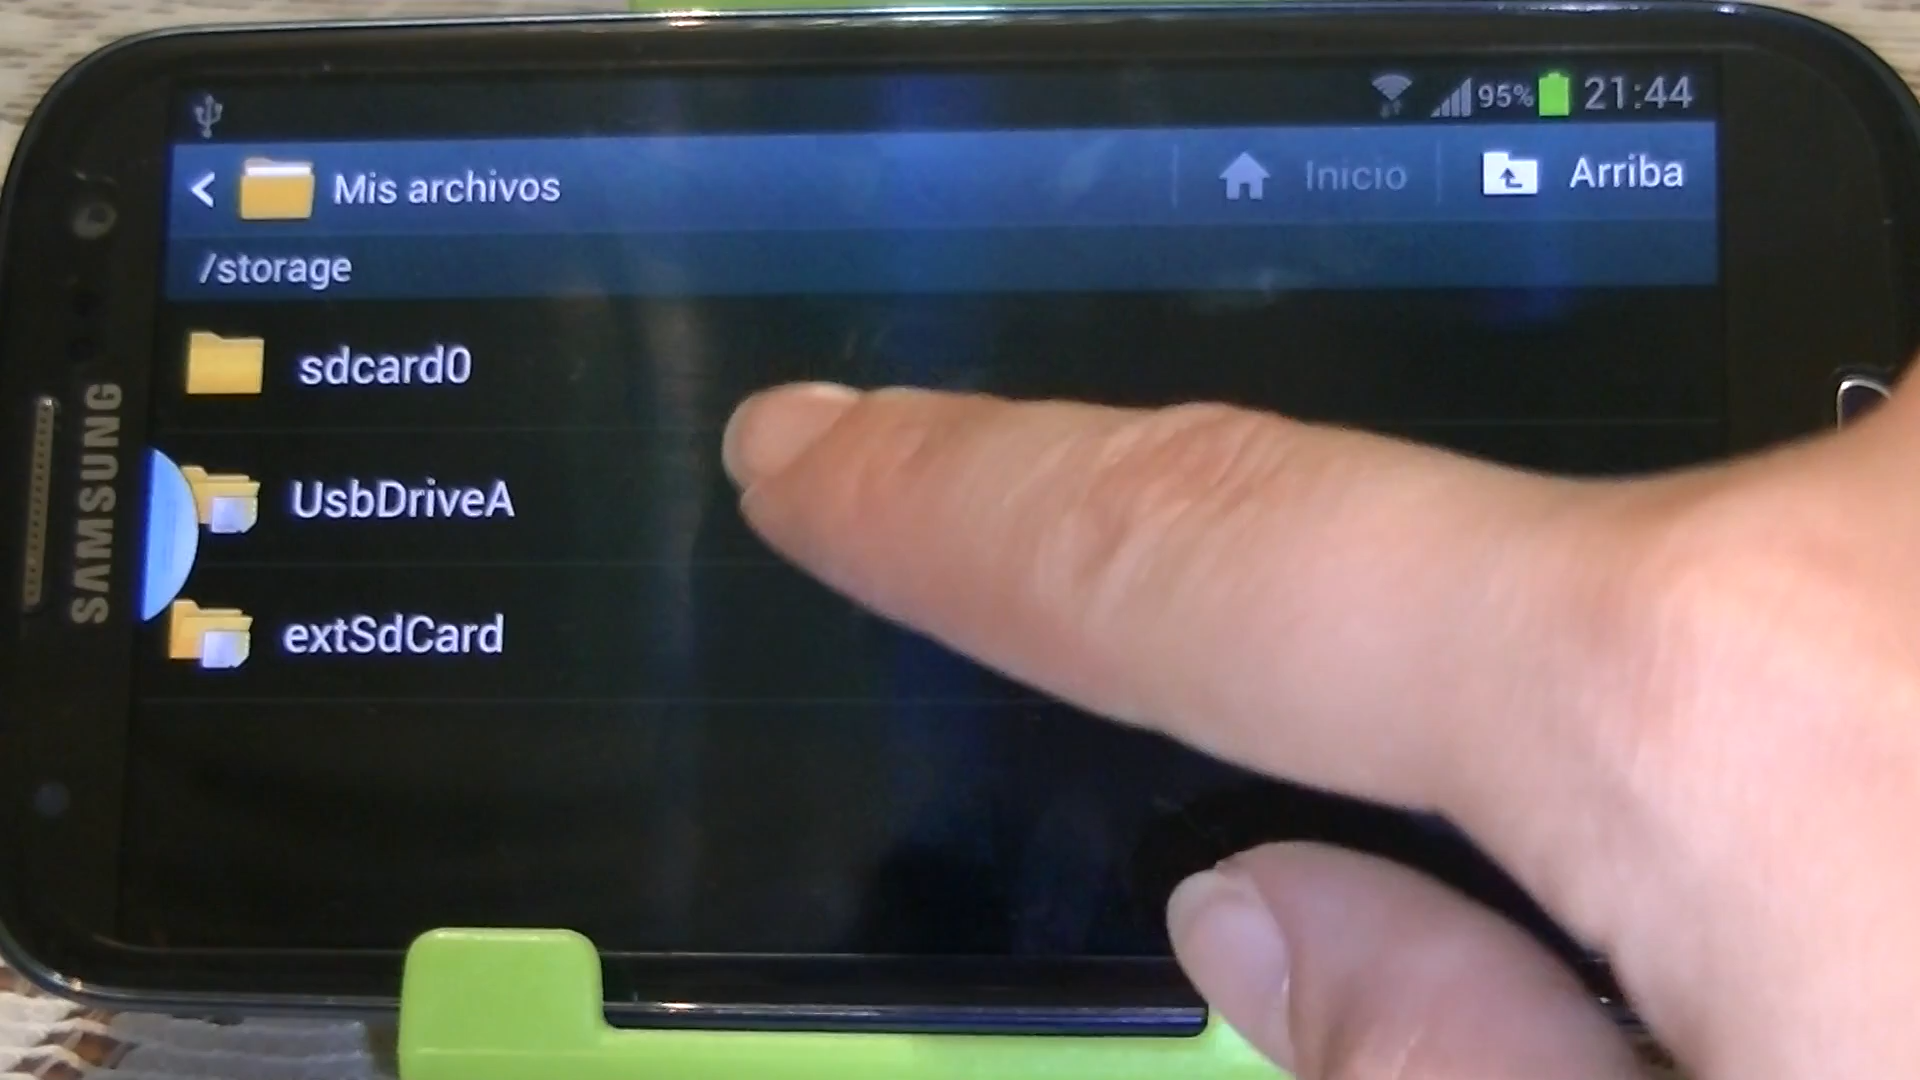 95% 21:44
Mis archivos Inicio Arriba
/storage
sdcard0
UsbDriveA
extSdCard
SAMSUNG